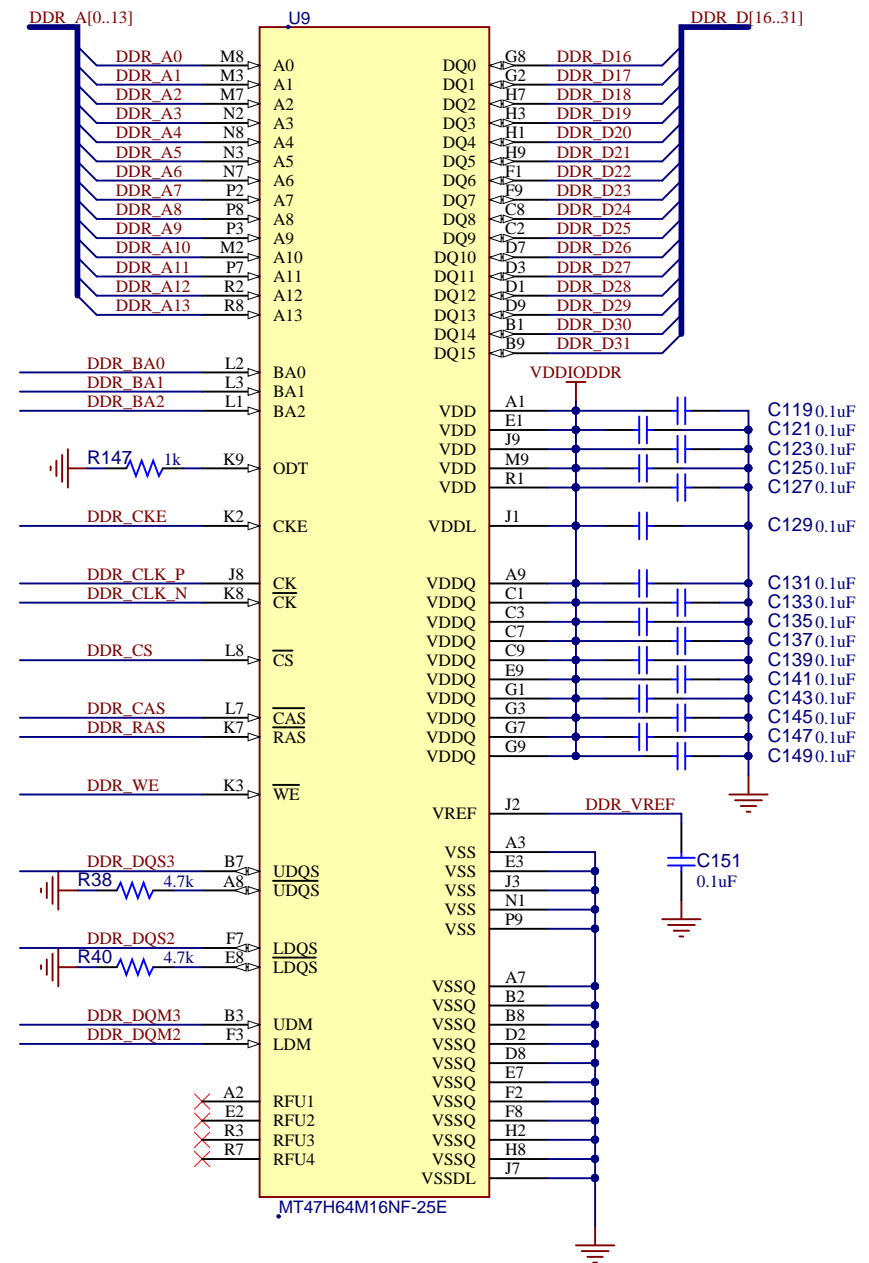 DDR_A[0..13] U9 DDR_D[16..31]
DDR_A0 M8 A0 DQ0 G8 DDR_D16
DDR_A1 M3 A1 DQ1 G2 DDR_D17
DDR_A2 M7 A2 DQ2 H7 DDR_D18
DDR_A3 N2 A3 DQ3 H3 DDR_D19
DDR_A4 N8 A4 DQ4 H1 DDR_D20
DDR_A5 N3 A5 DQ5 H9 DDR_D21
DDR_A6 N7 A6 DQ6 F1 DDR_D22
DDR_A7 P2 A7 DQ7 F9 DDR_D23
DDR_A8 P8 A8 DQ8 C8 DDR_D24
DDR_A9 P3 A9 DQ9 C2 DDR_D25
DDR_A10 M2 A10 DQ10 D7 DDR_D26
DDR_A11 P7 A11 DQ11 D3 DDR_D27
DDR_A12 R2 A12 DQ12 D1 DDR_D28
DDR_A13 R8 A13 DQ13 D9 DDR_D29
DQ14 B1 DDR_D30
DQ15 B9 DDR_D31
VDDIODDR
DDR_BA0 L2 BA0
DDR_BA1 L3 BA1
DDR_BA2 L1 BA2 VDD A1 C119 0.1uF
VDD E1 C121 0.1uF
VDD J9 C123 0.1uF
R147 1k K9 ODT VDD M9 C125 0.1uF
VDD R1 C127 0.1uF
DDR_CKE K2 CKE VDDL J1 C129 0.1uF
DDR_CLK_P J8 CK VDDQ A9 C131 0.1uF
DDR_CLK_N K8 CK VDDQ C1 C133 0.1uF
VDDQ C3 C135 0.1uF
VDDQ C7 C137 0.1uF
DDR_CS L8 CS VDDQ C9 C139 0.1uF
VDDQ E9 C141 0.1uF
VDDQ G1 C143 0.1uF
DDR_CAS L7 CAS VDDQ G3 C145 0.1uF
DDR_RAS K7 RAS VDDQ G7 C147 0.1uF
VDDQ G9 C149 0.1uF
DDR_WE K3 WE
VREF J2 DDR_VREF
VSS A3
DDR_DQS3 B7 UDQS VSS E3 C151
R38 4.7k A8 UDQS VSS J3 0.1uF
VSS N1
VSS P9
DDR_DQS2 F7 LDQS
R40 4.7k E8 LDQS
VSSQ A7
VSSQ B2
DDR_DQM3 B3 UDM VSSQ B8
DDR_DQM2 F3 LDM VSSQ D2
VSSQ D8
VSSQ E7
A2 RFU1 VSSQ F2
E2 RFU2 VSSQ F8
R3 RFU3 VSSQ H2
R7 RFU4 VSSQ H8
VSSDL J7
MT47H64M16NF-25E